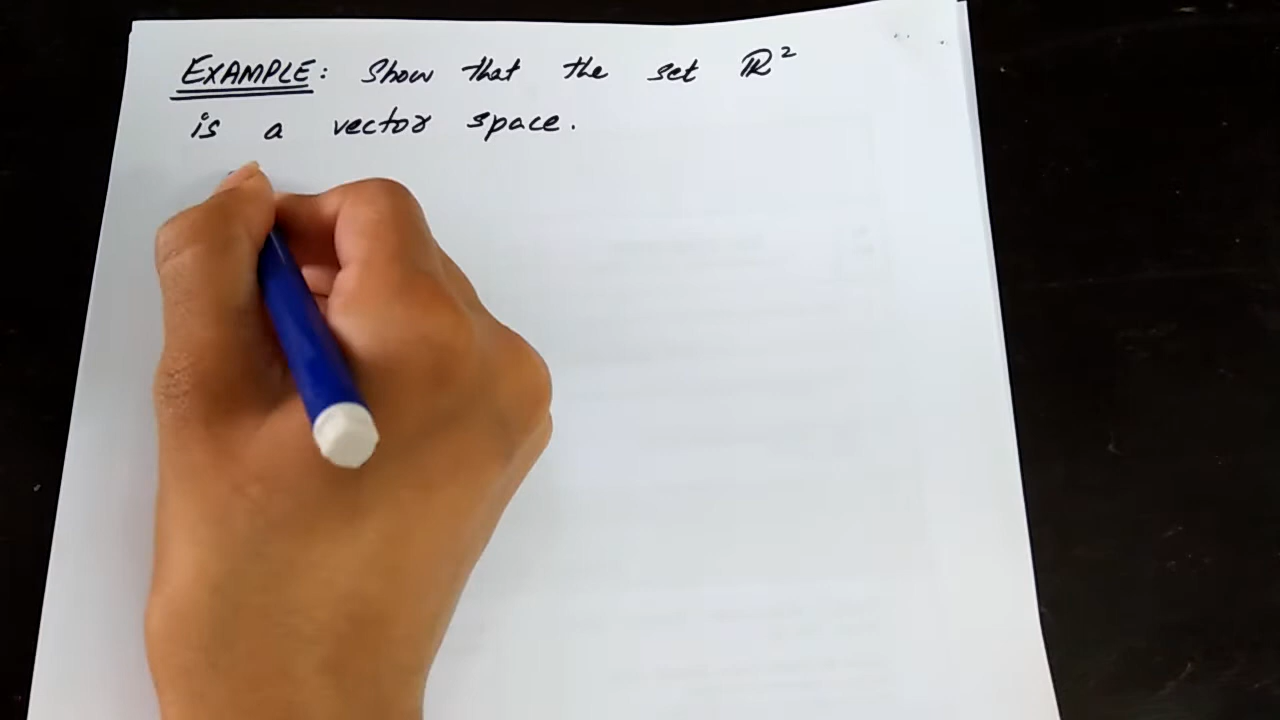 EXAMPLE: Show that the set ℝ²
is a vector space.